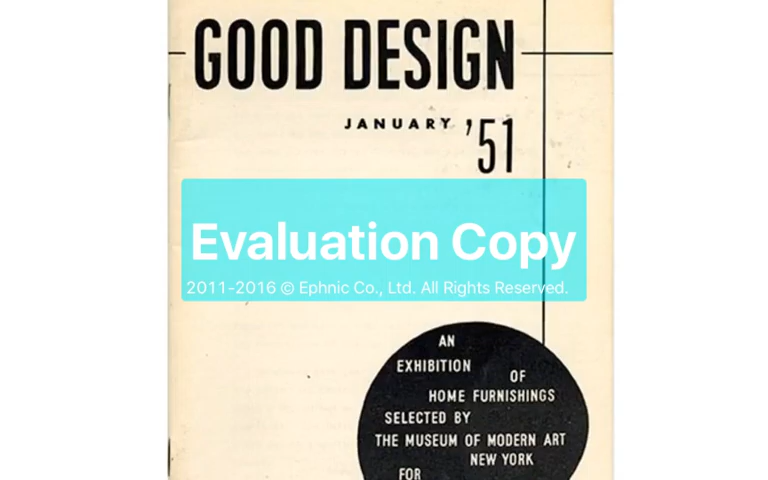 GOOD DESIGN
JANUARY '51
Evaluation Copy
2011-2016 © Ephnic Co., Ltd. All Rights Reserved.
AN
EXHIBITION
OF
HOME FURNISHINGS
SELECTED BY
THE MUSEUM OF MODERN ART
NEW YORK
FOR